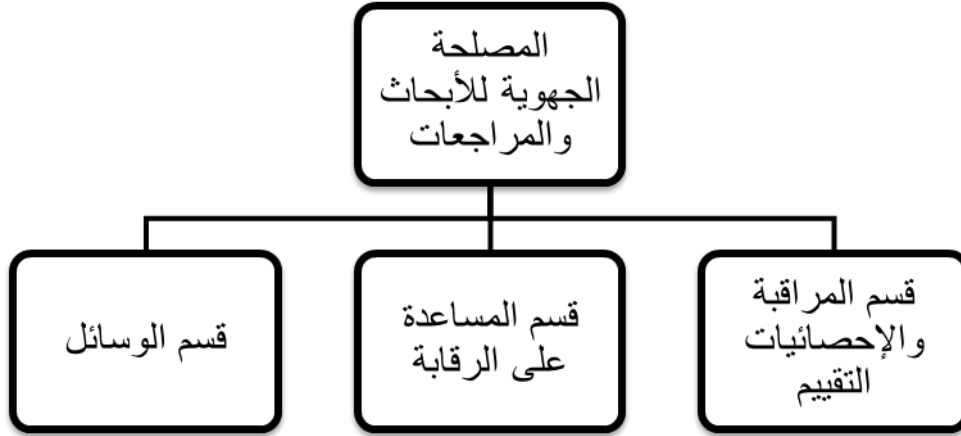 المصلحة
الجهوية للأبحاث
والمراجعات
قسم المراقبة
والإحصائيات
التقييم
قسم المساعدة
على الرقابة
قسم الوسائل